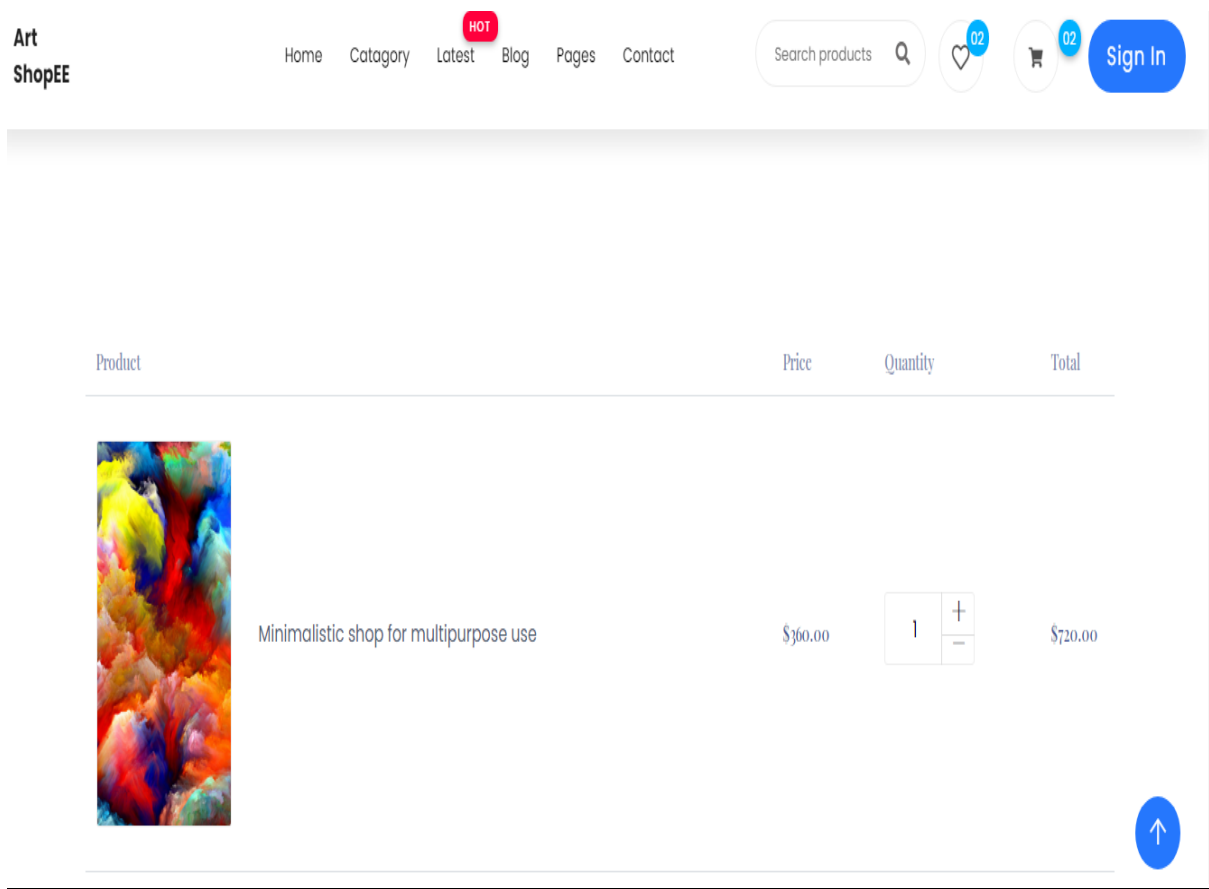 HOT
Art
ShopEE
Home Catagory Latest Blog Pages Contact
Search products
02
02
Sign In
Product Price Quantity Total
Minimalistic shop for multipurpose use $360.00 1 $720.00